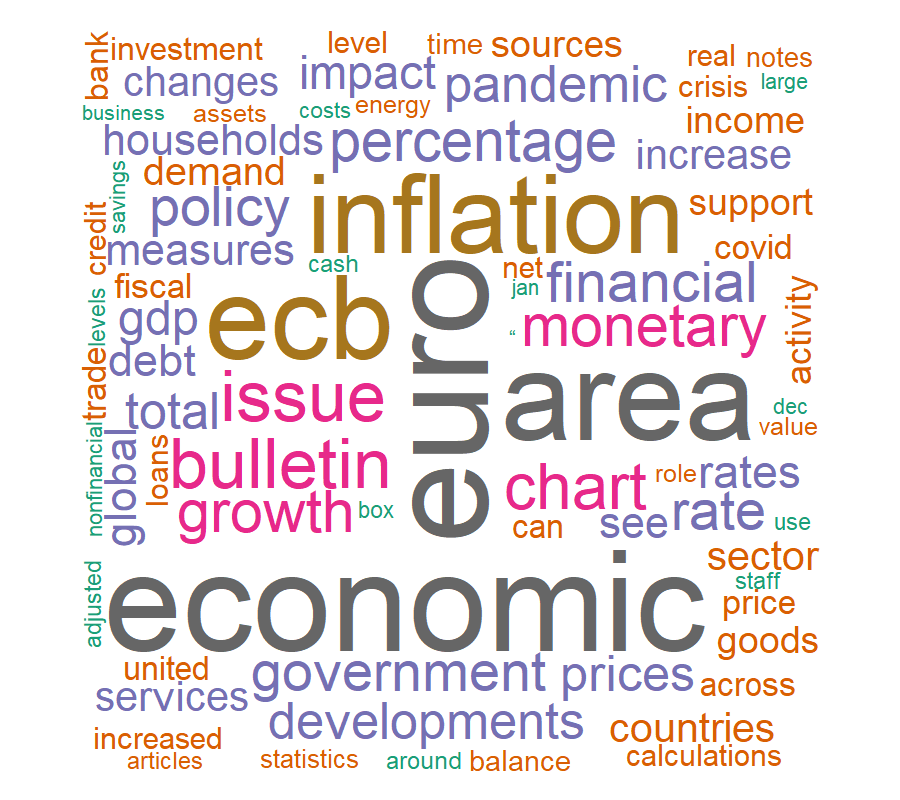 bank
investment
level
time
sources
real
notes
changes
impact
pandemic
crisis
large
business
assets
costs
energy
income
households
percentage
increase
demand
savings
policy
inflation
support
credit
measures
cash
covid
net
financial
fiscal
jan
levels
gdp
ecb
euro
“
monetary
activity
debt
trade
area
issue
total
dec
value
nonfinancial
global
loans
bulletin
chart
role
rates
growth
box
can
see
rate
use
adjusted
economic
sector
staff
price
goods
united
government
prices
across
services
developments
countries
increased
articles
statistics
around
balance
calculations